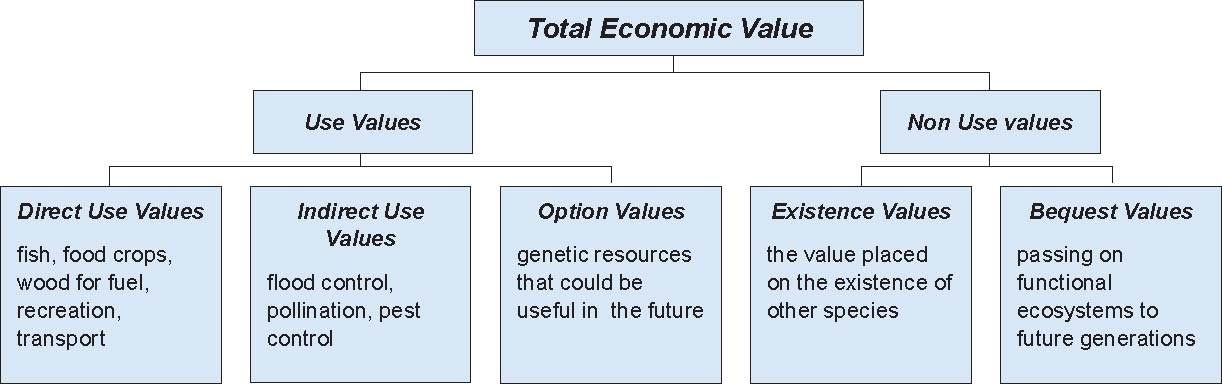 Total Economic Value
Use Values
Non Use values
Direct Use Values
fish, food crops,
wood for fuel,
recreation,
transport
Indirect Use
Values
flood control,
pollination, pest
control
Option Values
genetic resources
that could be
useful in the future
Existence Values
the value placed
on the existence of
other species
Bequest Values
passing on
functional
ecosystems to
future generations